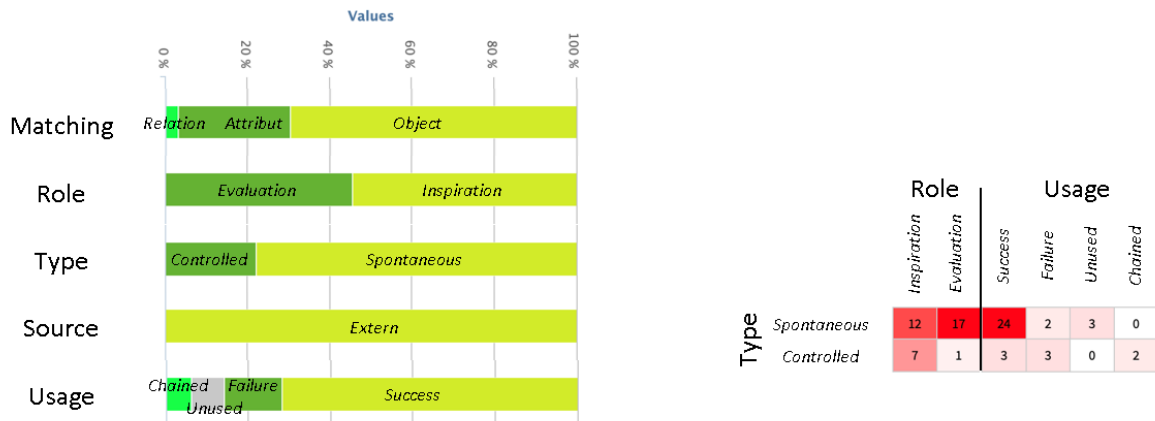 Values
0 %
20 %
40 %
60 %
80 %
100 %
Matching
Relation Attribut Object
Role
Evaluation Inspiration
Type
Controlled Spontaneous
Source
Extern
Usage
Chained Unused Failure Success
Role Usage
Inspiration Evaluation Success Failure Unused Chained
Type
Spontaneous 12 17 24 2 3 0
Controlled 7 1 3 3 0 2